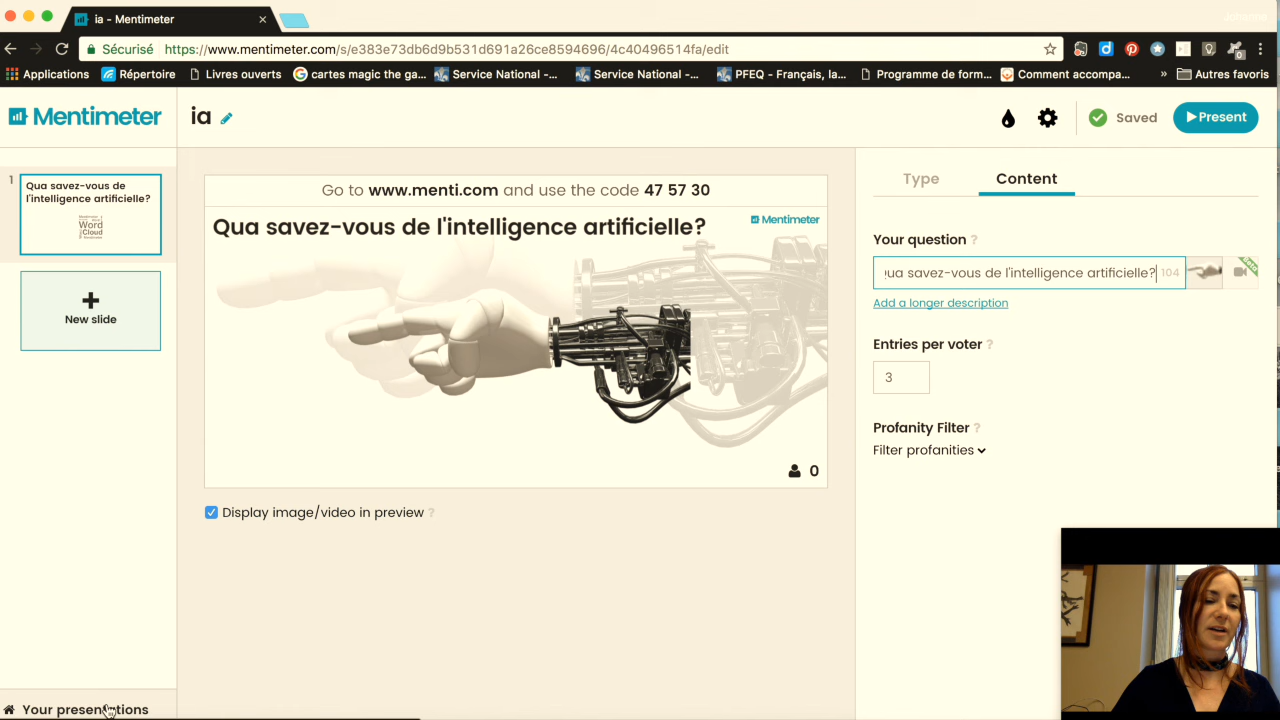 ia - Mentimeter
Sécurisé https://www.mentimeter.com/s/e383e73db6d9b531d691a26ce8594696/4c40496514fa/edit
Applications Répertoire Livres ouverts cartes magic the ga... Service National -... Service National -... PFEQ - Français, la... Programme de form... Comment accompa... » Autres favoris
Mentimeter
ia
Saved
Present
1
Qua savez-vous de
l'intelligence artificielle?
Word
Cloud
+
New slide
Go to www.menti.com and use the code 47 57 30
Qua savez-vous de l'intelligence artificielle?
Mentimeter
0
Display image/video in preview ?
Type
Content
Your question ?
ua savez-vous de l'intelligence artificielle? 104
Add a longer description
Entries per voter ?
3
Profanity Filter ?
Filter profanities
Your presentations